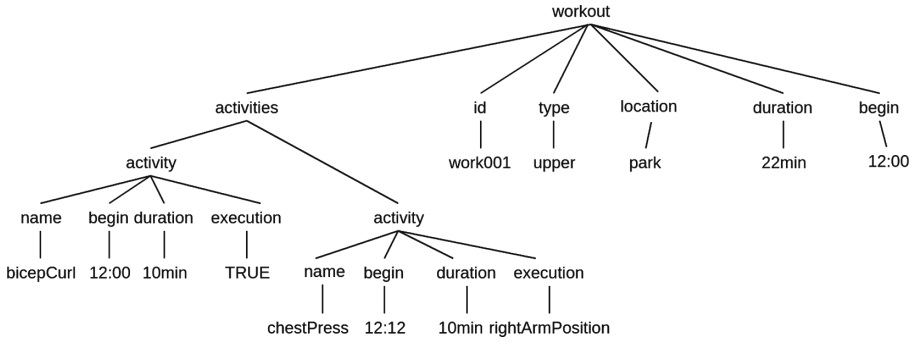 workout
activities id type location duration begin
activity work001 upper park 22min 12:00
name begin duration execution activity
bicepCurl 12:00 10min TRUE name begin duration execution
chestPress 12:12 10min rightArmPosition